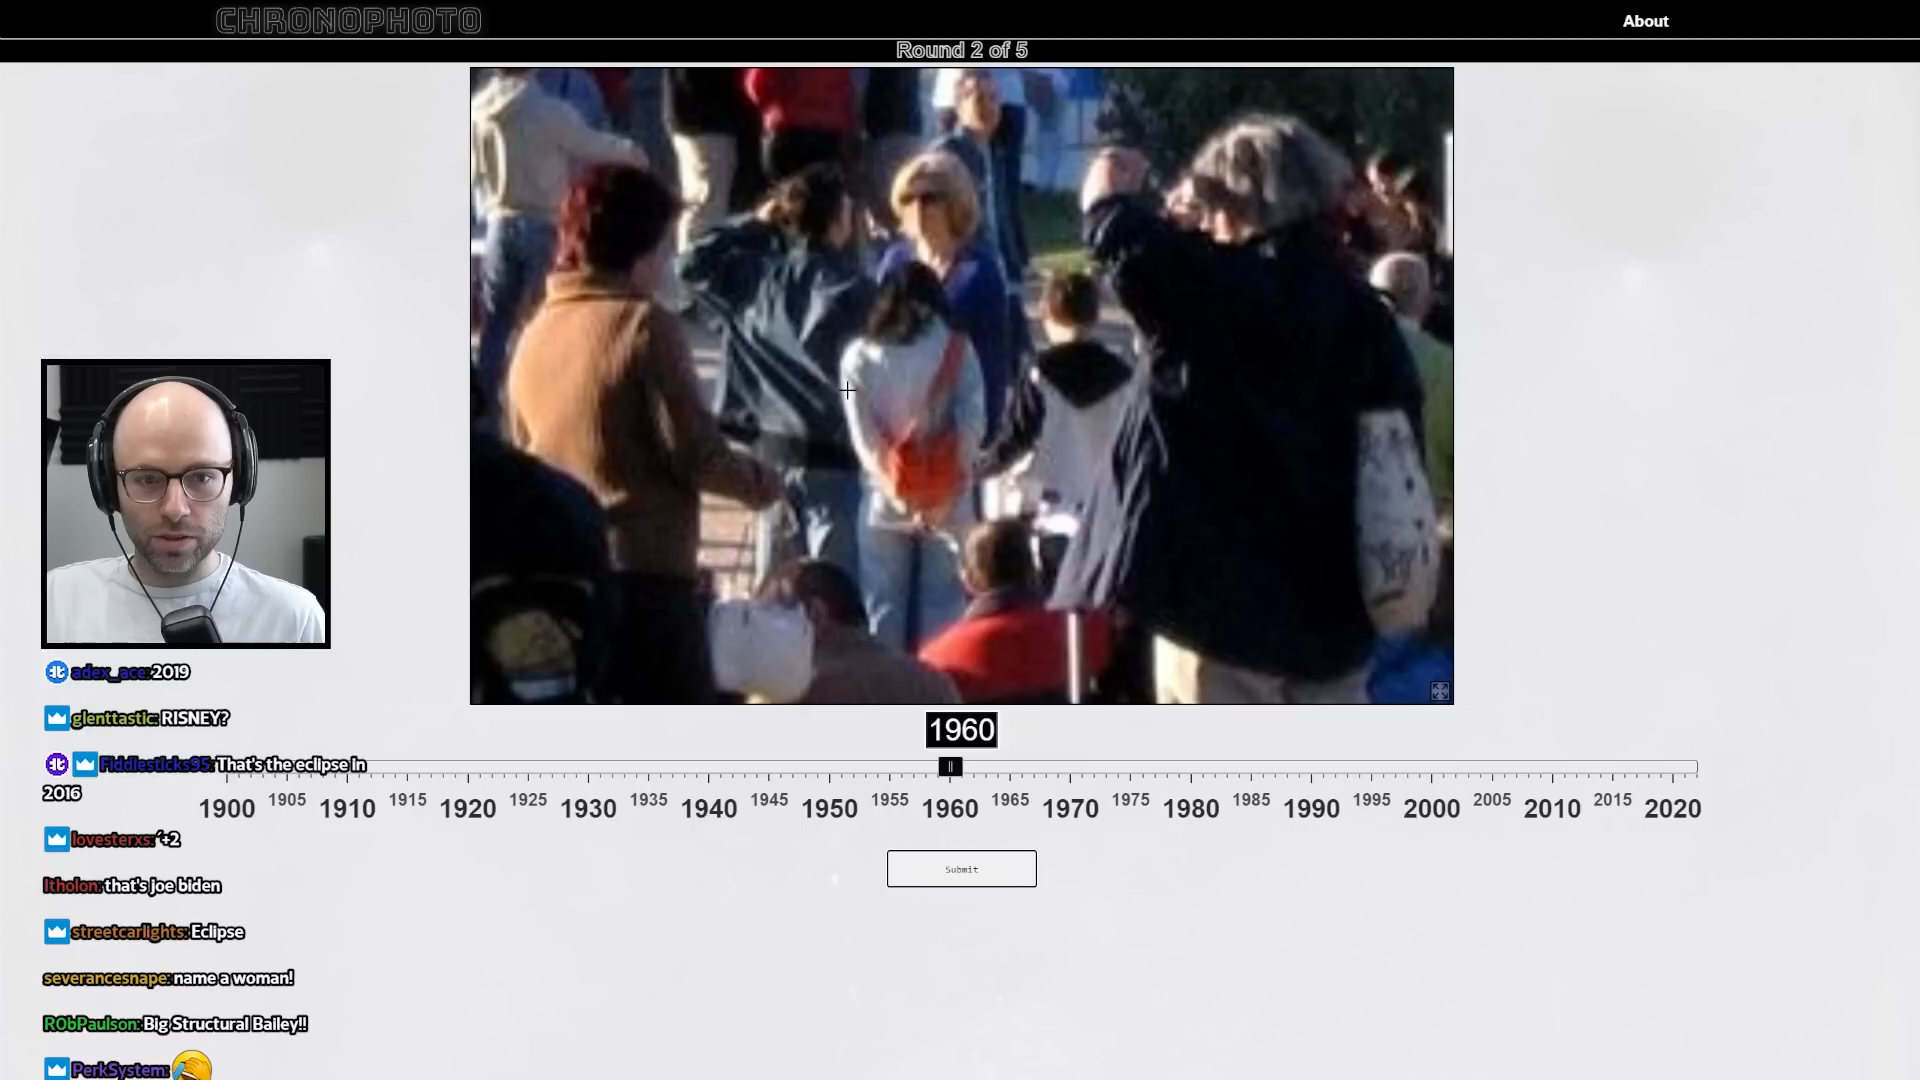 CHRONOPHOTO
About
Round 2 of 5
1960
1900 1905 1910 1915 1920 1925 1930 1935 1940 1945 1950 1955 1960 1965 1970 1975 1980 1985 1990 1995 2000 2005 2010 2015 2020
Submit
adex_ace: 2019
glenttastic: RISNEY?
Fiddlesticks95: That's the eclipse in
2016
lovesterxs: ´+2
ltholon: that's joe biden
streetcarlights: Eclipse
severancesnape: name a woman!
R0bPaulson: Big Structural Bailey!!
PerkSystem: